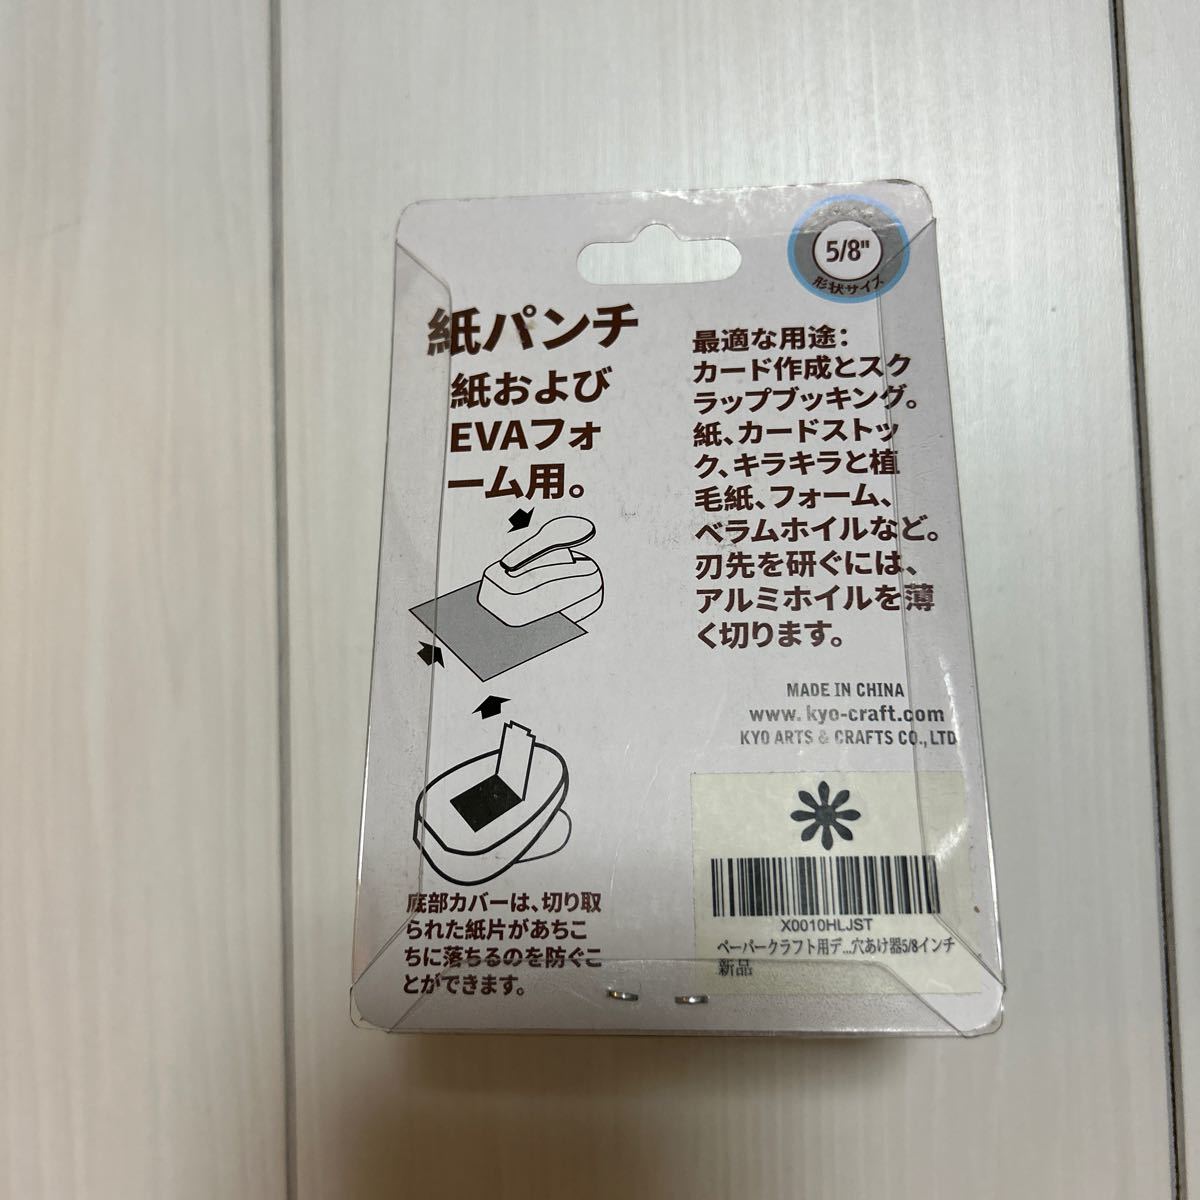 5/8"
形状サイズ
紙パンチ
紙および
EVAフォ
ーム用。
最適な用途：
カード作成とスク
ラップブッキング。
紙、カードストッ
ク、キラキラと植
毛紙、フォーム、
ベラムホイルなど。
刃先を研ぐには、
アルミホイルを薄
く切ります。
MADE IN CHINA
www.kyo-craft.com
KYO ARTS & CRAFTS CO.,LTD
底部カバーは、切り取
られた紙片があちこ
ちに落ちるのを防ぐこ
とができます。
X0010HLJST
ペーパークラフト用デ...穴あけ器5/8インチ
新品